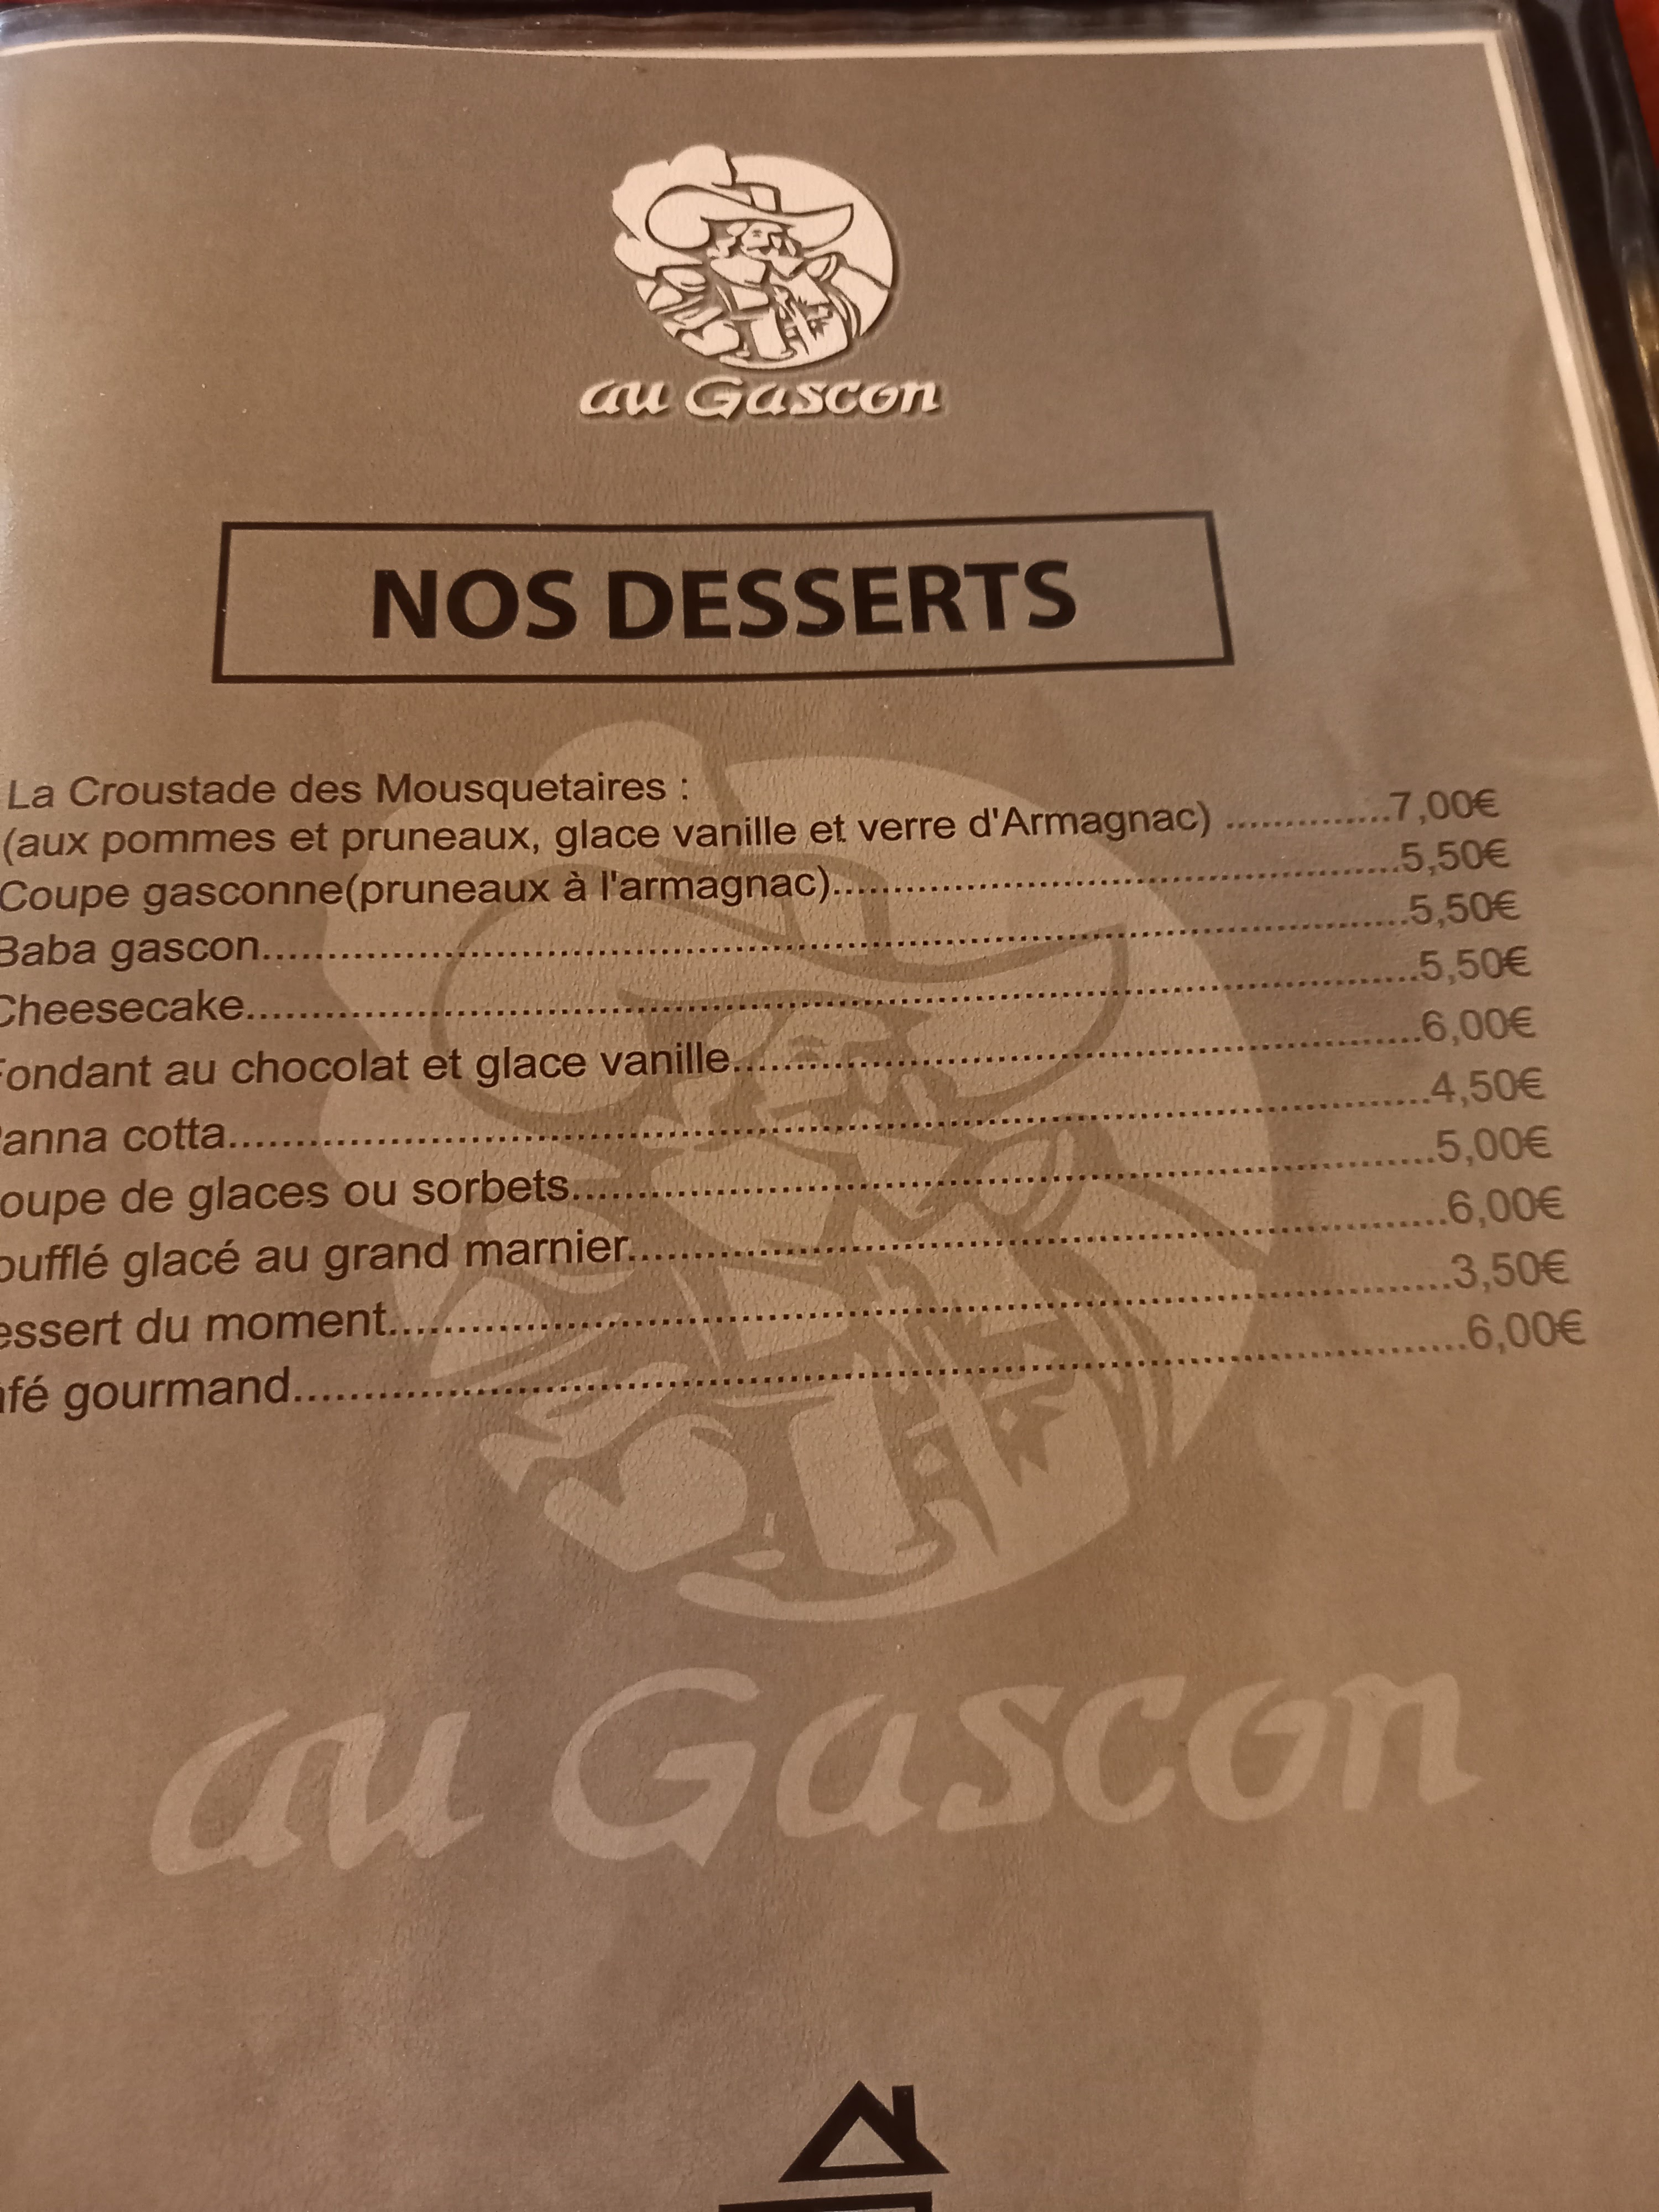 au Gascon
NOS DESSERTS
La Croustade des Mousquetaires :
(aux pommes et pruneaux, glace vanille et verre d'Armagnac) ..............7,00€
Coupe gasconne(pruneaux à l'armagnac)..........................................5,50€
Baba gascon..........................................................................................5,50€
Cheesecake...........................................................................................5,50€
Fondant au chocolat et glace vanille.....................................................6,00€
Panna cotta............................................................................................4,50€
oupe de glaces ou sorbets...................................................................5,00€
oufflé glacé au grand marnier...............................................................6,00€
essert du moment.................................................................................3,50€
afé gourmand........................................................................................6,00€
au Gascon